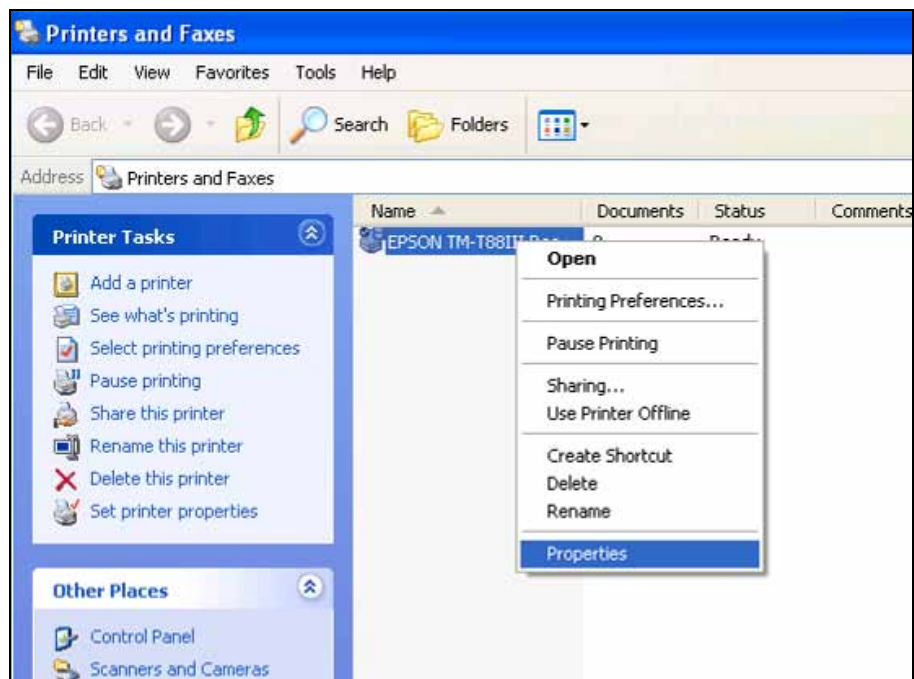 Printers and Faxes
File Edit View Favorites Tools Help
Back Search Folders
Address Printers and Faxes
Name Documents Status Comments
Printer Tasks
Add a printer
See what's printing
Select printing preferences
Pause printing
Share this printer
Rename this printer
Delete this printer
Set printer properties
Other Places
Control Panel
Scanners and Cameras
EPSON TM-T88III
Open
Printing Preferences...
Pause Printing
Sharing...
Use Printer Offline
Create Shortcut
Delete
Rename
Properties